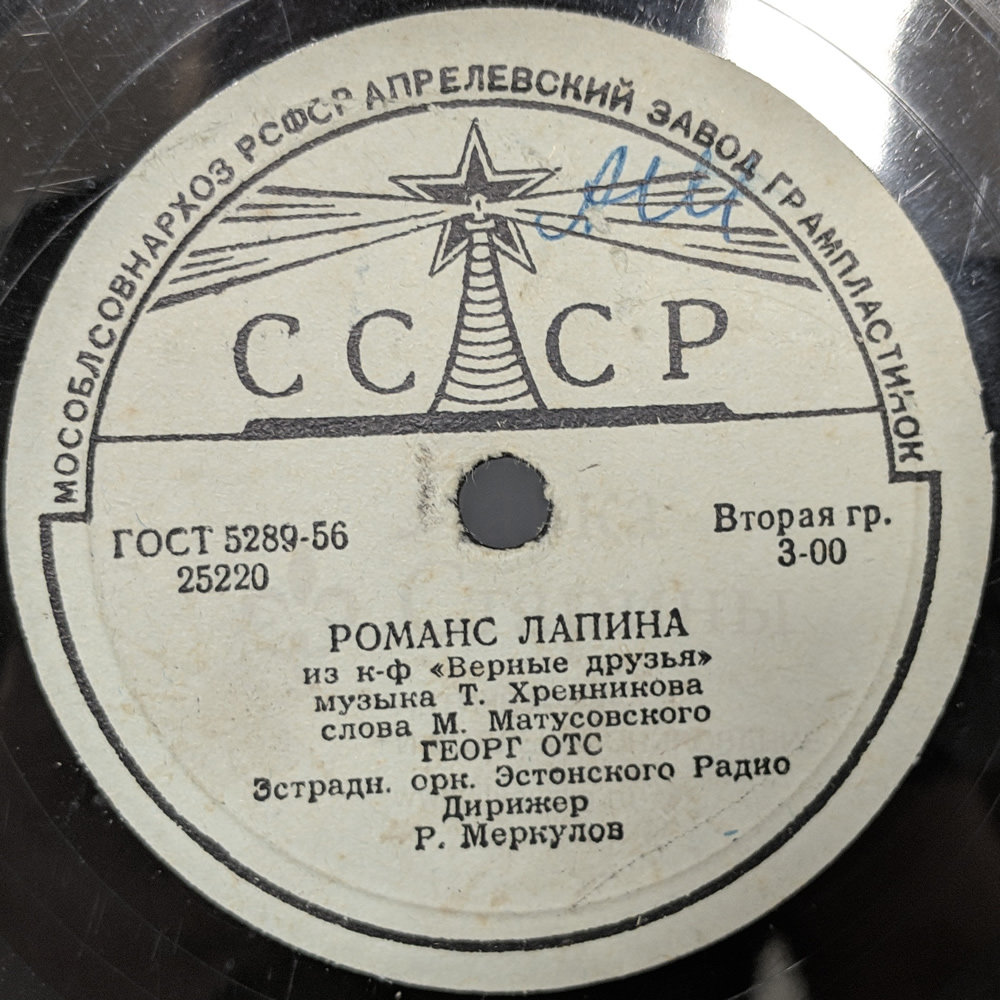 МОСОБЛСОВНАРХОЗ РСФСР АПРЕЛЕВСКИЙ ЗАВОД ГРАМПЛАСТИНОК
СССР
ГОСТ 5289-56
25220
Вторая гр.
3-00
РОМАНС ЛАПИНА
из к-ф «Верные друзья»
музыка Т. Хренникова
слова М. Матусовского
ГЕОРГ ОТС
Эстрадн. орк. Эстонского Радио
Дирижер
Р. Меркулов